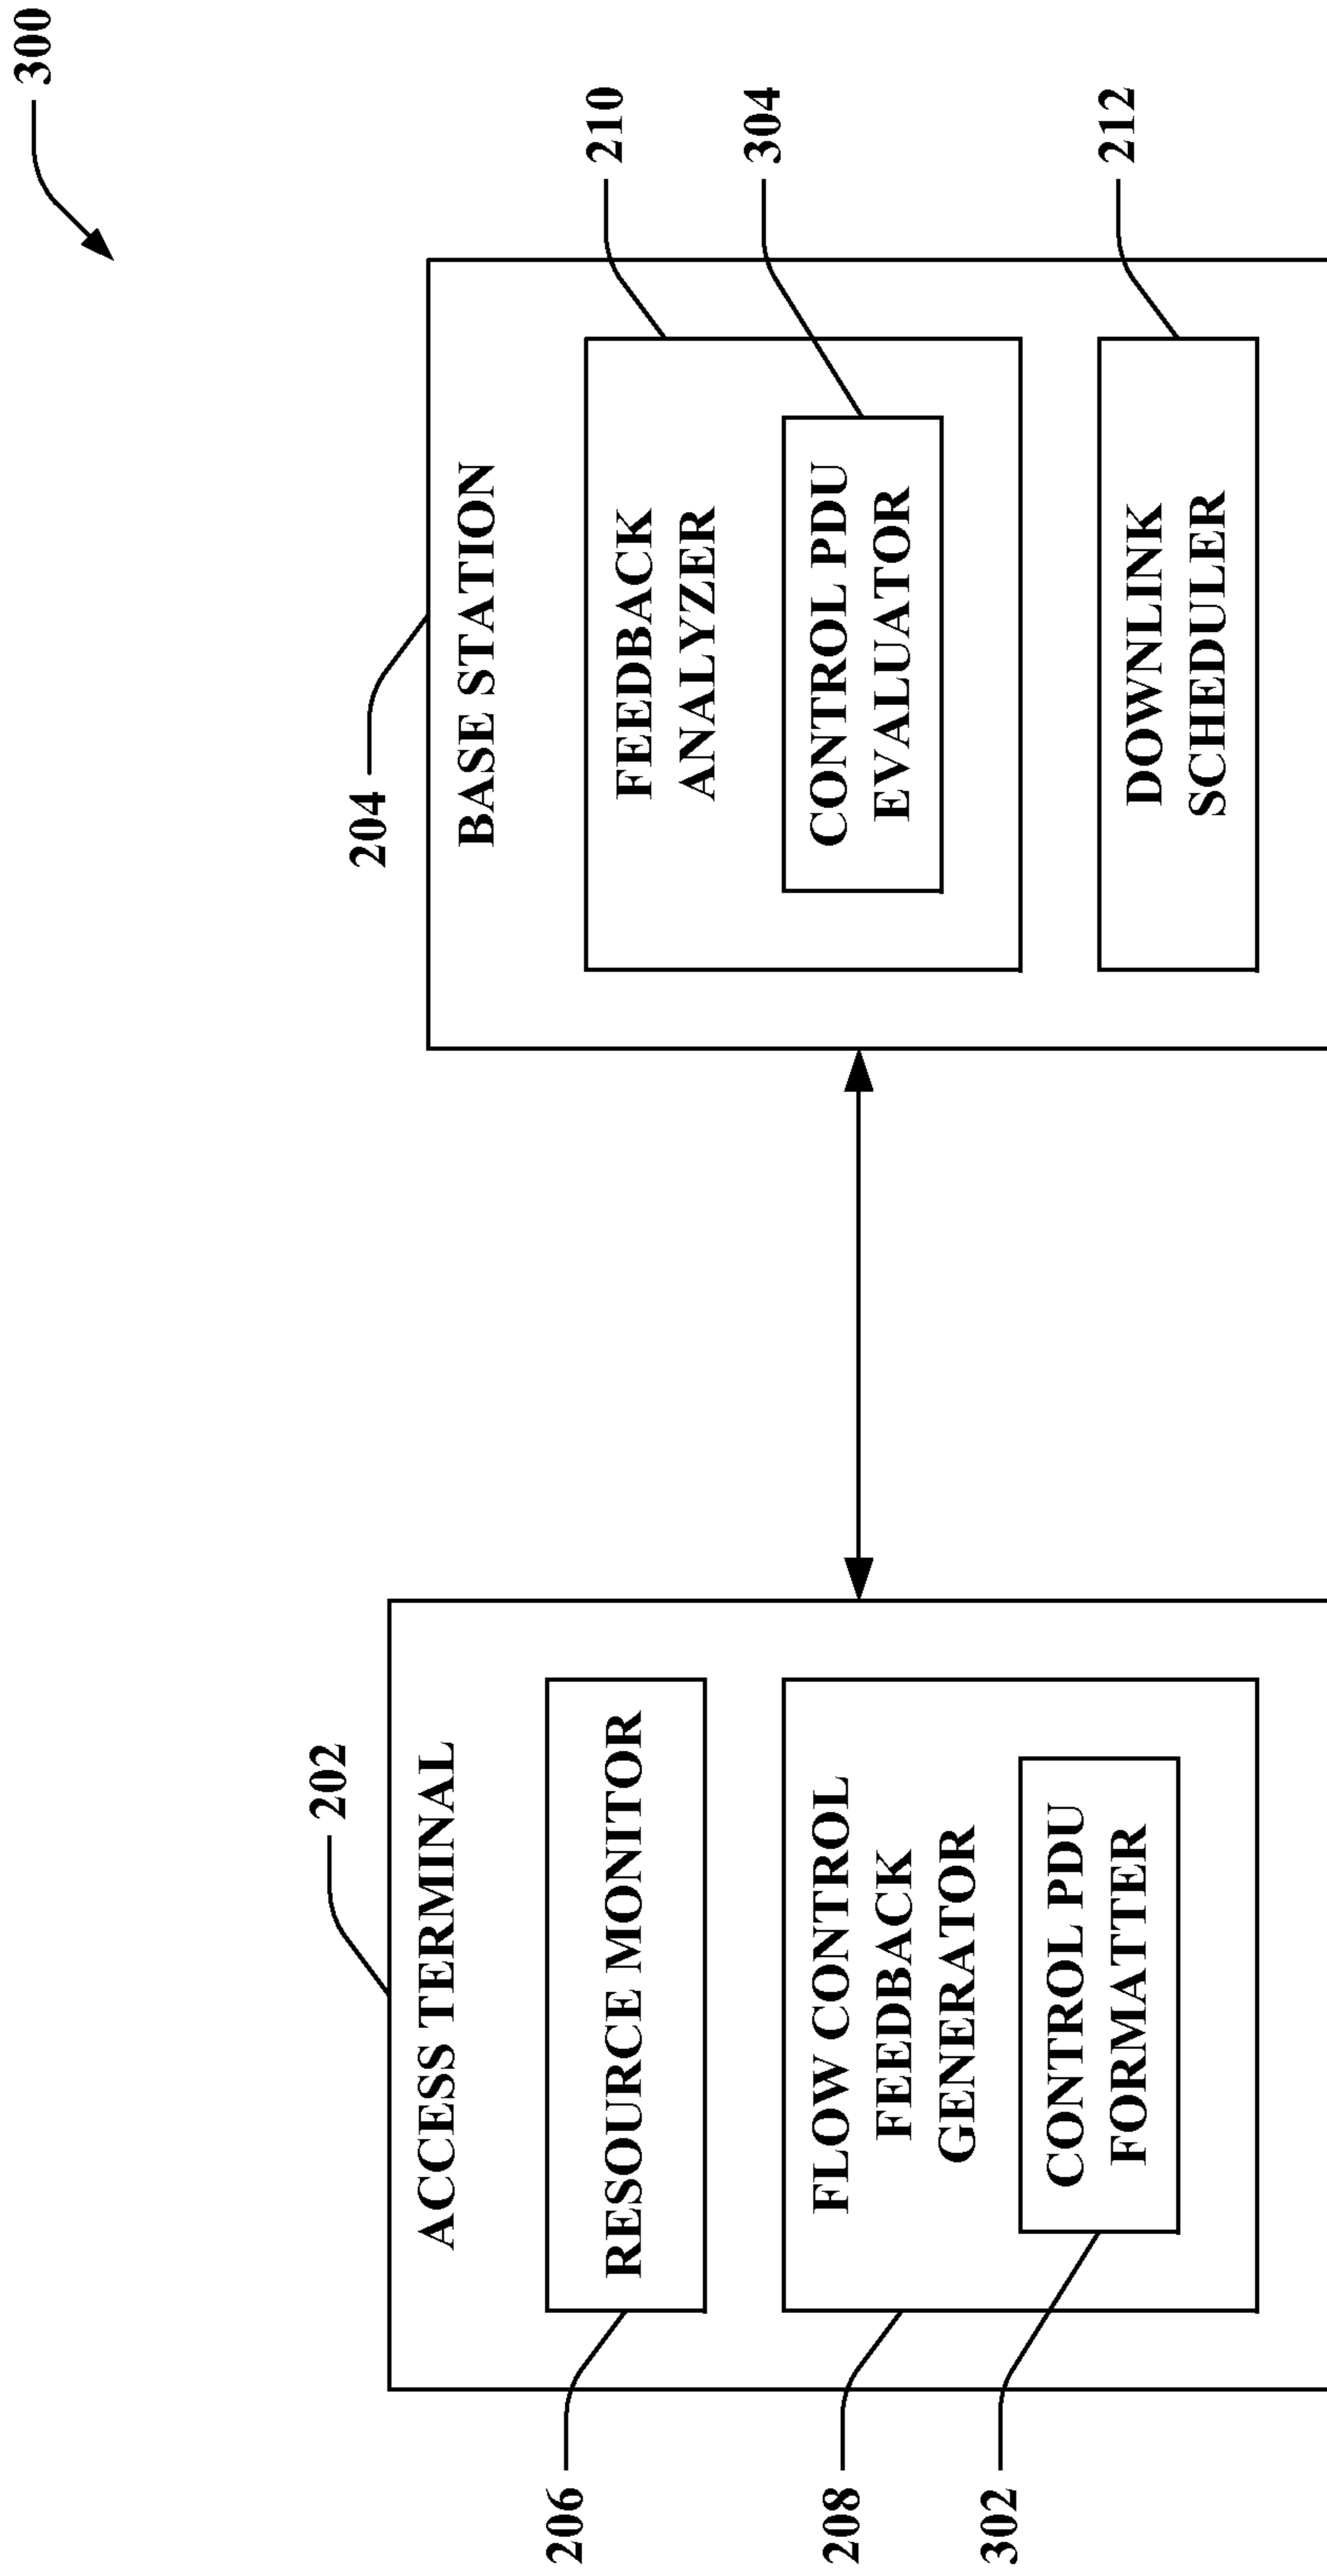 300
202
ACCESS TERMINAL
206
RESOURCE MONITOR
208
FLOW CONTROL
FEEDBACK
GENERATOR
302
CONTROL PDU
FORMATTER
204
BASE STATION
210
FEEDBACK
ANALYZER
304
CONTROL PDU
EVALUATOR
212
DOWNLINK
SCHEDULER